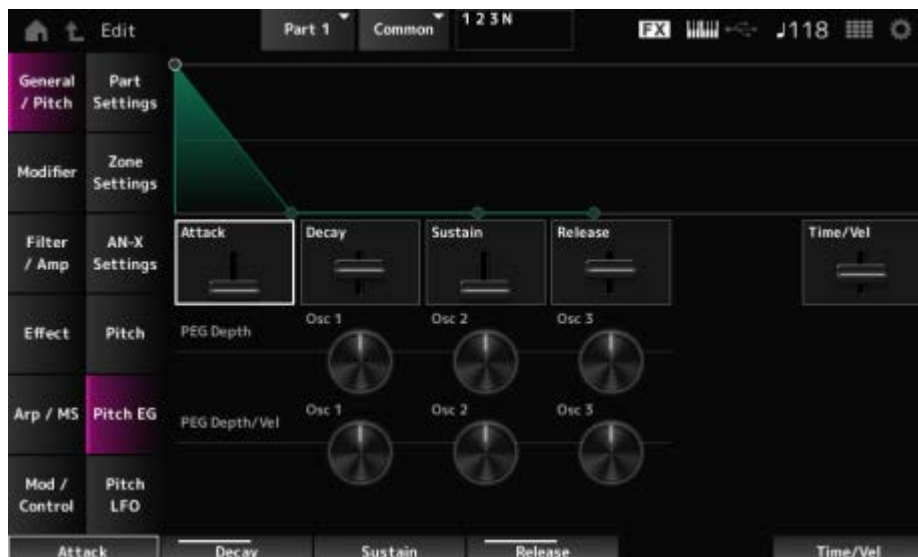 Edit
Part 1
Common
1 2 3 N
FX
♩118
General
/ Pitch
Part
Settings
Modifier
Zone
Settings
Filter
/ Amp
AN-X
Settings
Effect
Pitch
Arp / MS
Pitch EG
Mod /
Control
Pitch
LFO
Attack
Decay
Sustain
Release
Time/Vel
PEG Depth
Osc 1
Osc 2
Osc 3
PEG Depth/Vel
Osc 1
Osc 2
Osc 3
Attack
Decay
Sustain
Release
Time/Vel